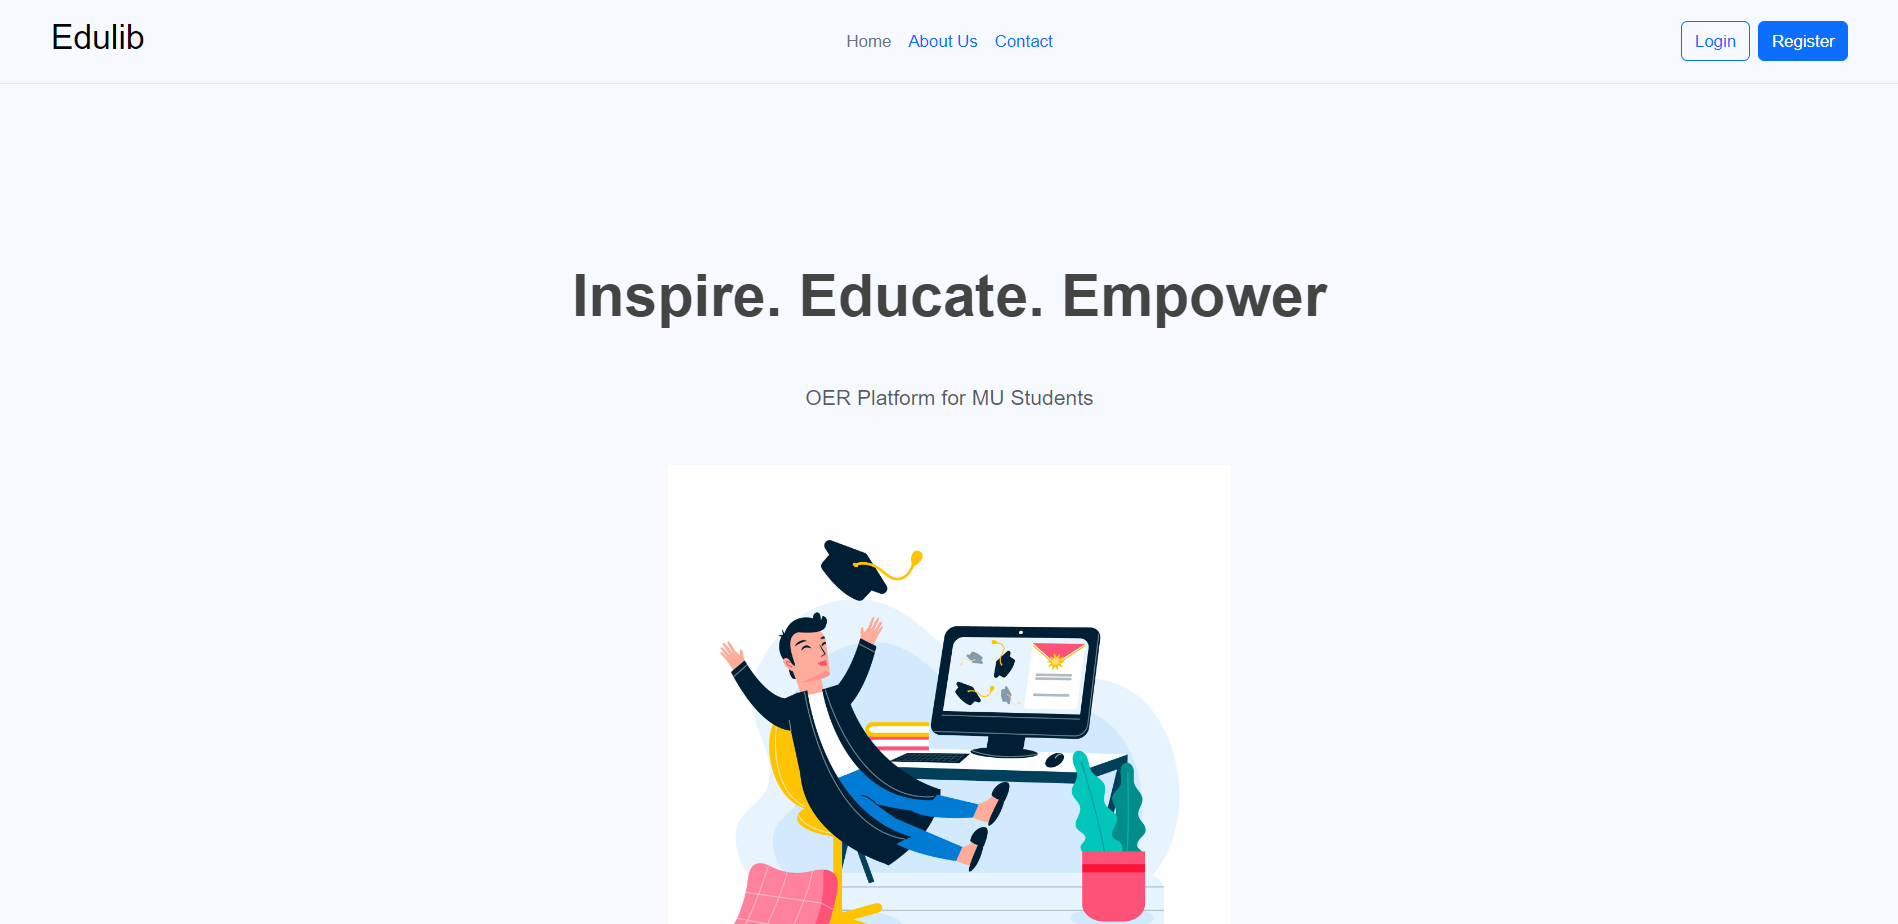 Edulib
Home About Us Contact
Login Register
Inspire. Educate. Empower
OER Platform for MU Students